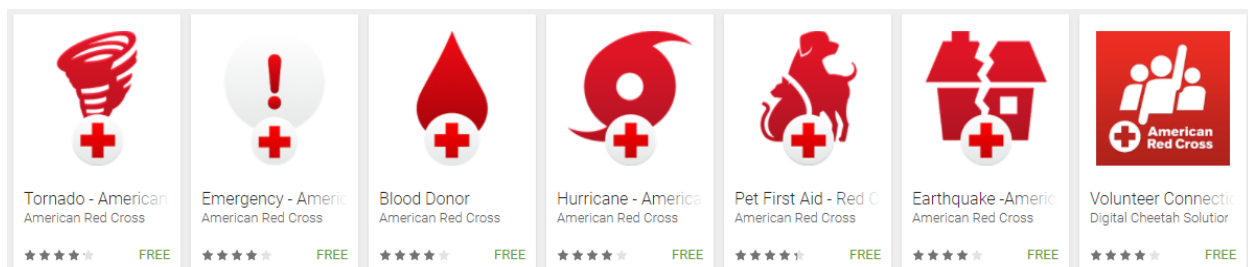 American
Red Cross
Tornado - American
American Red Cross
FREE
Emergency - Americ
American Red Cross
FREE
Blood Donor
American Red Cross
FREE
Hurricane - America
American Red Cross
FREE
Pet First Aid - Red C
American Red Cross
FREE
Earthquake -Americ
American Red Cross
FREE
Volunteer Connectic
Digital Cheetah Solutior
FREE